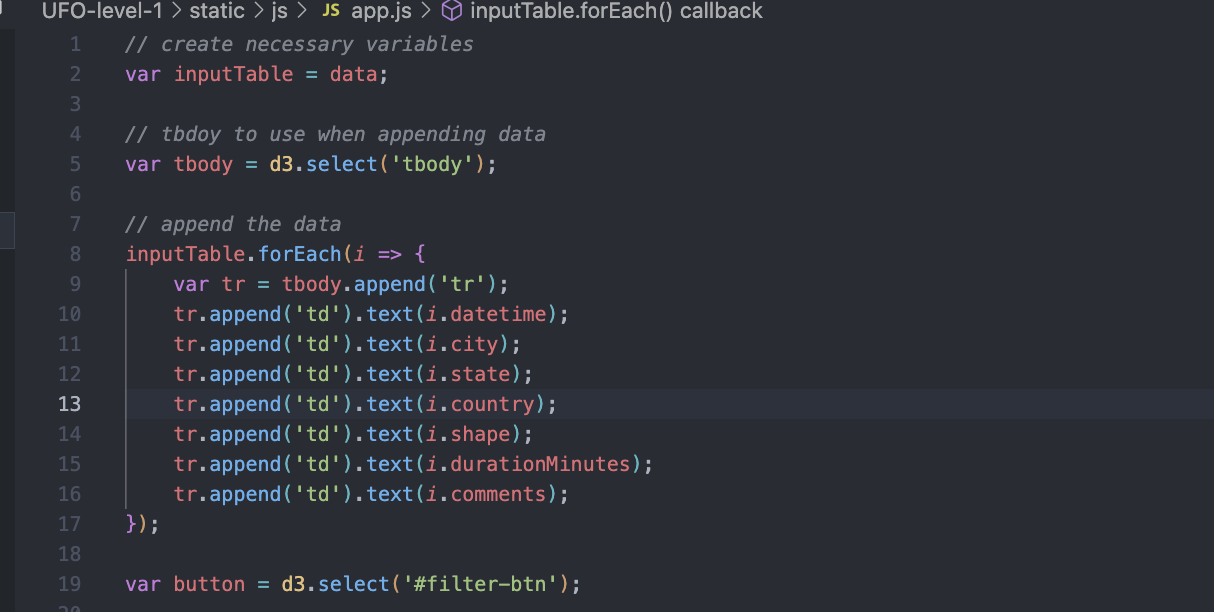 UFO-level-1 > static > js > JS app.js > inputTable.forEach() callback
1 // create necessary variables
2 var inputTable = data;
3
4 // tbdoy to use when appending data
5 var tbody = d3.select('tbody');
6
7 // append the data
8 inputTable.forEach(i => {
9 var tr = tbody.append('tr');
10 tr.append('td').text(i.datetime);
11 tr.append('td').text(i.city);
12 tr.append('td').text(i.state);
13 tr.append('td').text(i.country);
14 tr.append('td').text(i.shape);
15 tr.append('td').text(i.durationMinutes);
16 tr.append('td').text(i.comments);
17 });
18
19 var button = d3.select('#filter-btn');
20